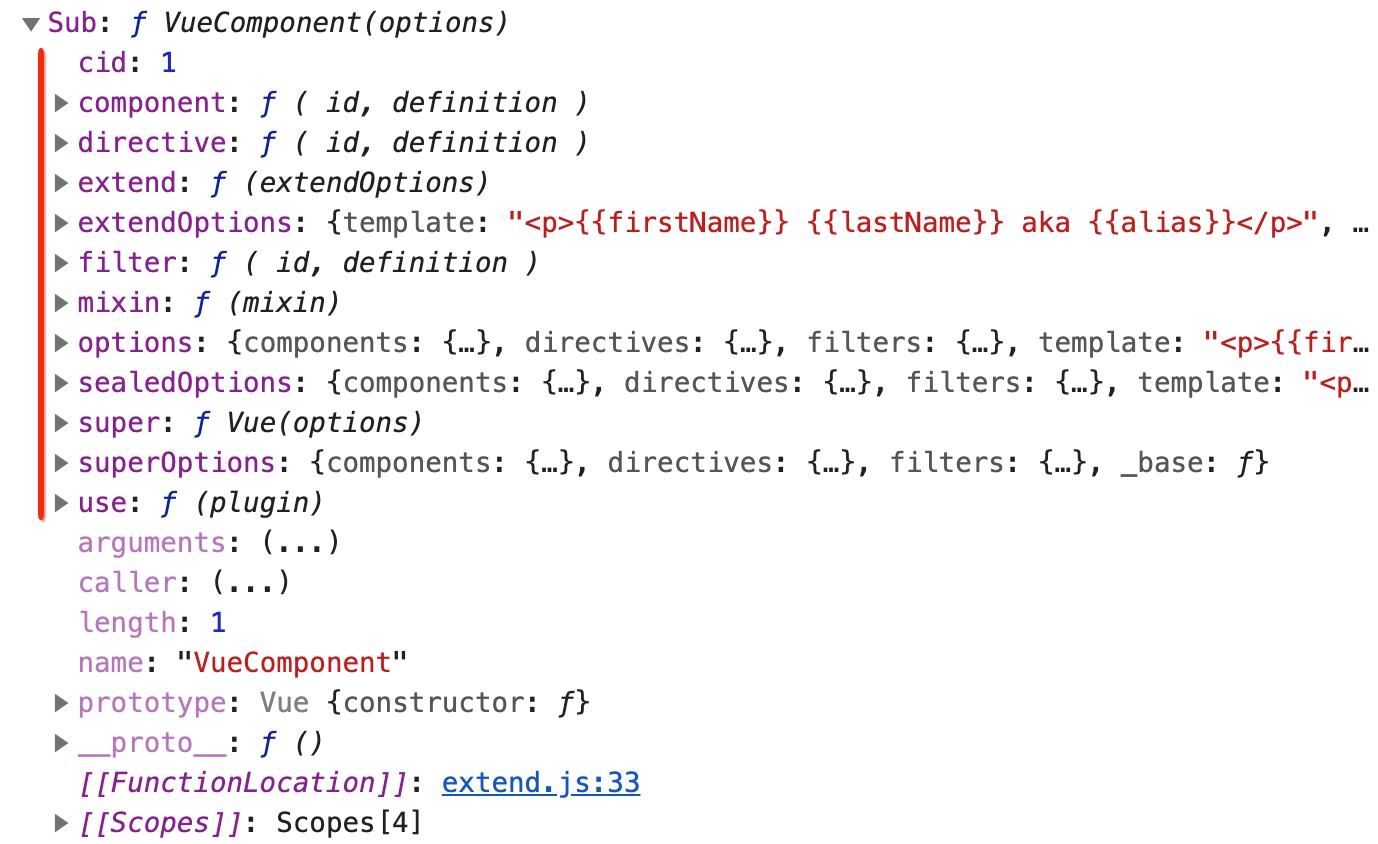 Sub: ƒ VueComponent(options)
cid: 1
component: ƒ ( id, definition )
directive: ƒ ( id, definition )
extend: ƒ (extendOptions)
extendOptions: {template: "<p>{{firstName}} {{lastName}} aka {{alias}}</p>", …
filter: ƒ ( id, definition )
mixin: ƒ (mixin)
options: {components: {…}, directives: {…}, filters: {…}, template: "<p>{{fir…
sealedOptions: {components: {…}, directives: {…}, filters: {…}, template: "<p…
super: ƒ Vue(options)
superOptions: {components: {…}, directives: {…}, filters: {…}, _base: ƒ}
use: ƒ (plugin)
arguments: (...)
caller: (...)
length: 1
name: "VueComponent"
prototype: Vue {constructor: ƒ}
__proto__: ƒ ()
[[FunctionLocation]]: extend.js:33
[[Scopes]]: Scopes[4]